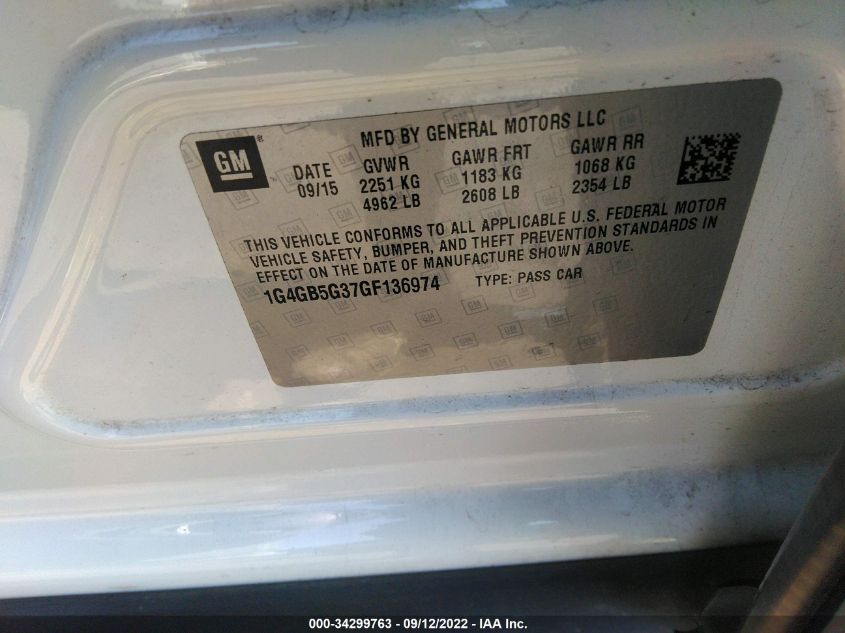 GM
MFD BY GENERAL MOTORS LLC
DATE GVWR GAWR FRT GAWR RR
09/15 2251 KG 1183 KG 1068 KG
4962 LB 2608 LB 2354 LB
THIS VEHICLE CONFORMS TO ALL APPLICABLE U.S. FEDERAL MOTOR
VEHICLE SAFETY, BUMPER, AND THEFT PREVENTION STANDARDS IN
EFFECT ON THE DATE OF MANUFACTURE SHOWN ABOVE.
1G4GB5G37GF136974 TYPE: PASS CAR
000-34299763 - 09/12/2022 - IAA Inc.